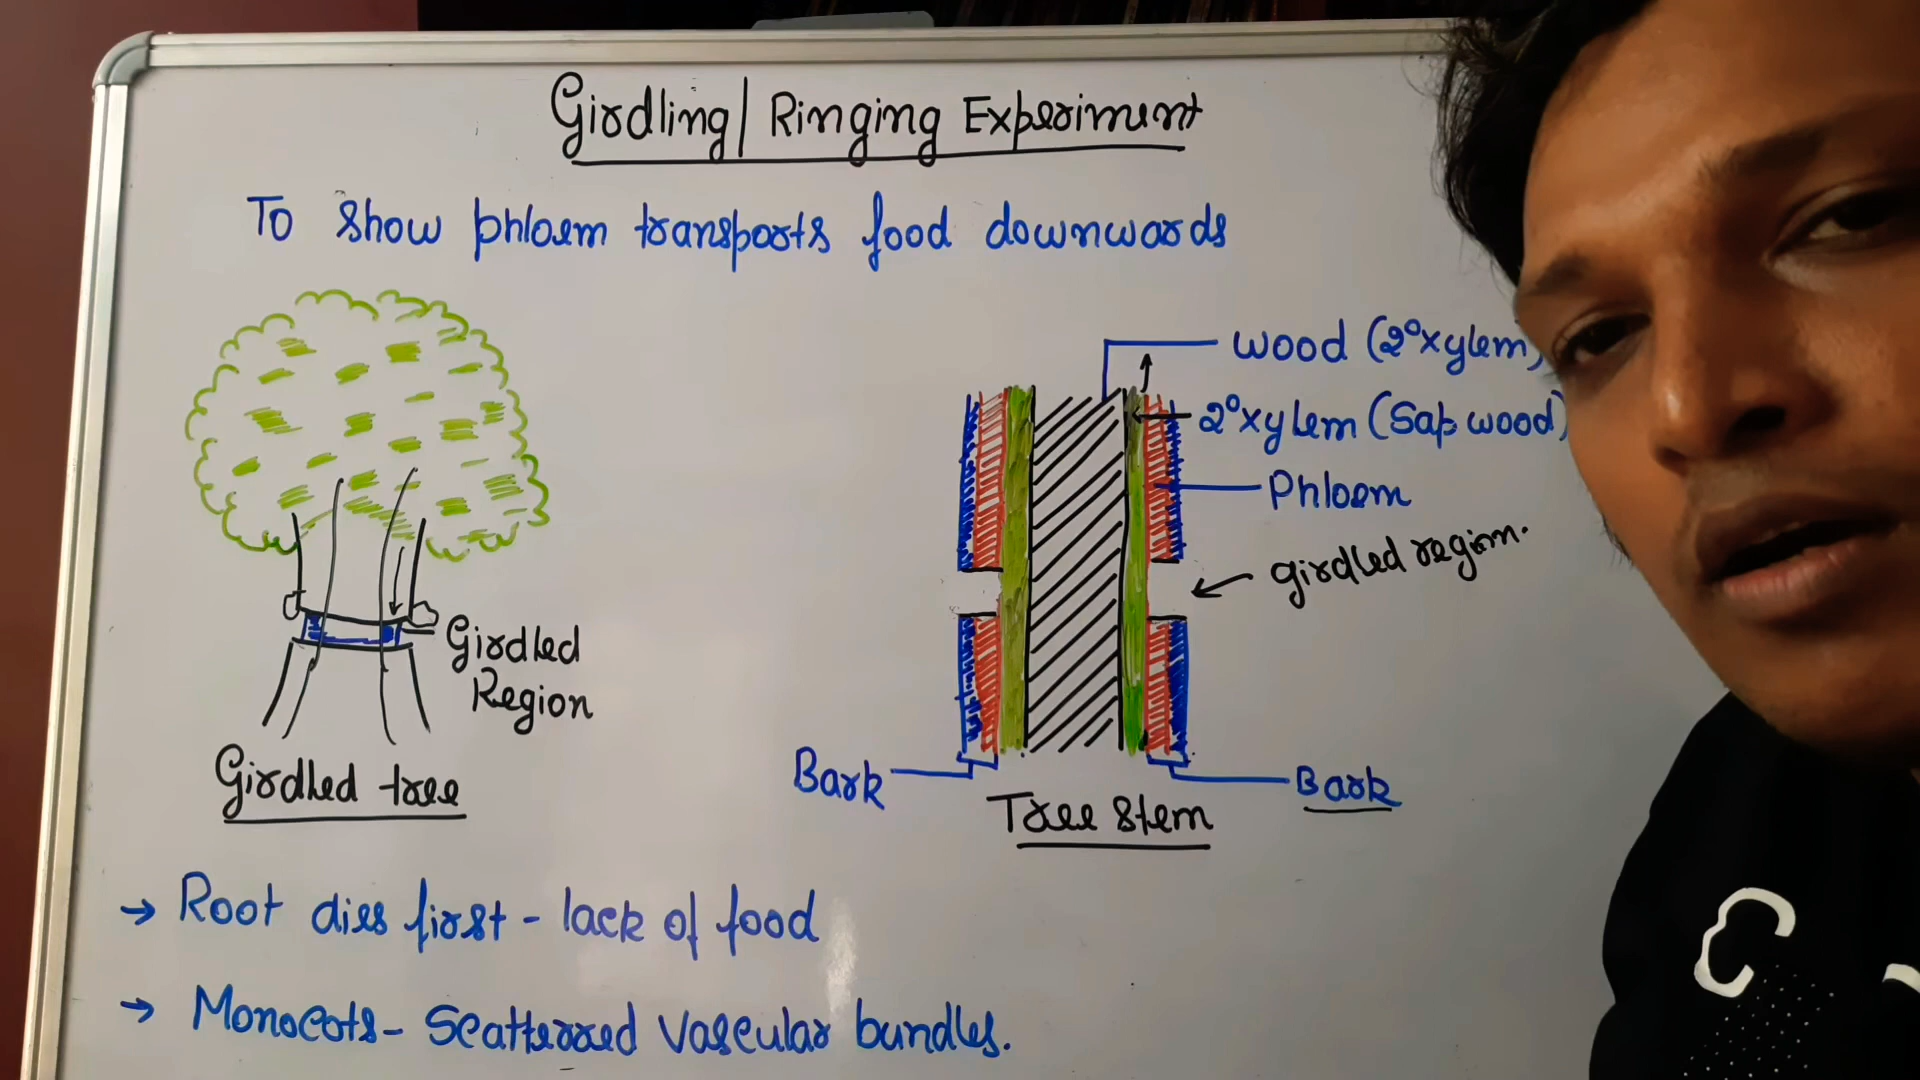 Girdling | Ringing Experiment
To show phloem transports food downwards
wood (2° xylem)
2° xylem (Sap wood)
Phloem
girdled region.
Girdled
Region
Girdled tree
Bark
Bark
Tree stem
→ Root dies first - lack of food
→ Monocots - Scatterred vascular bundles.